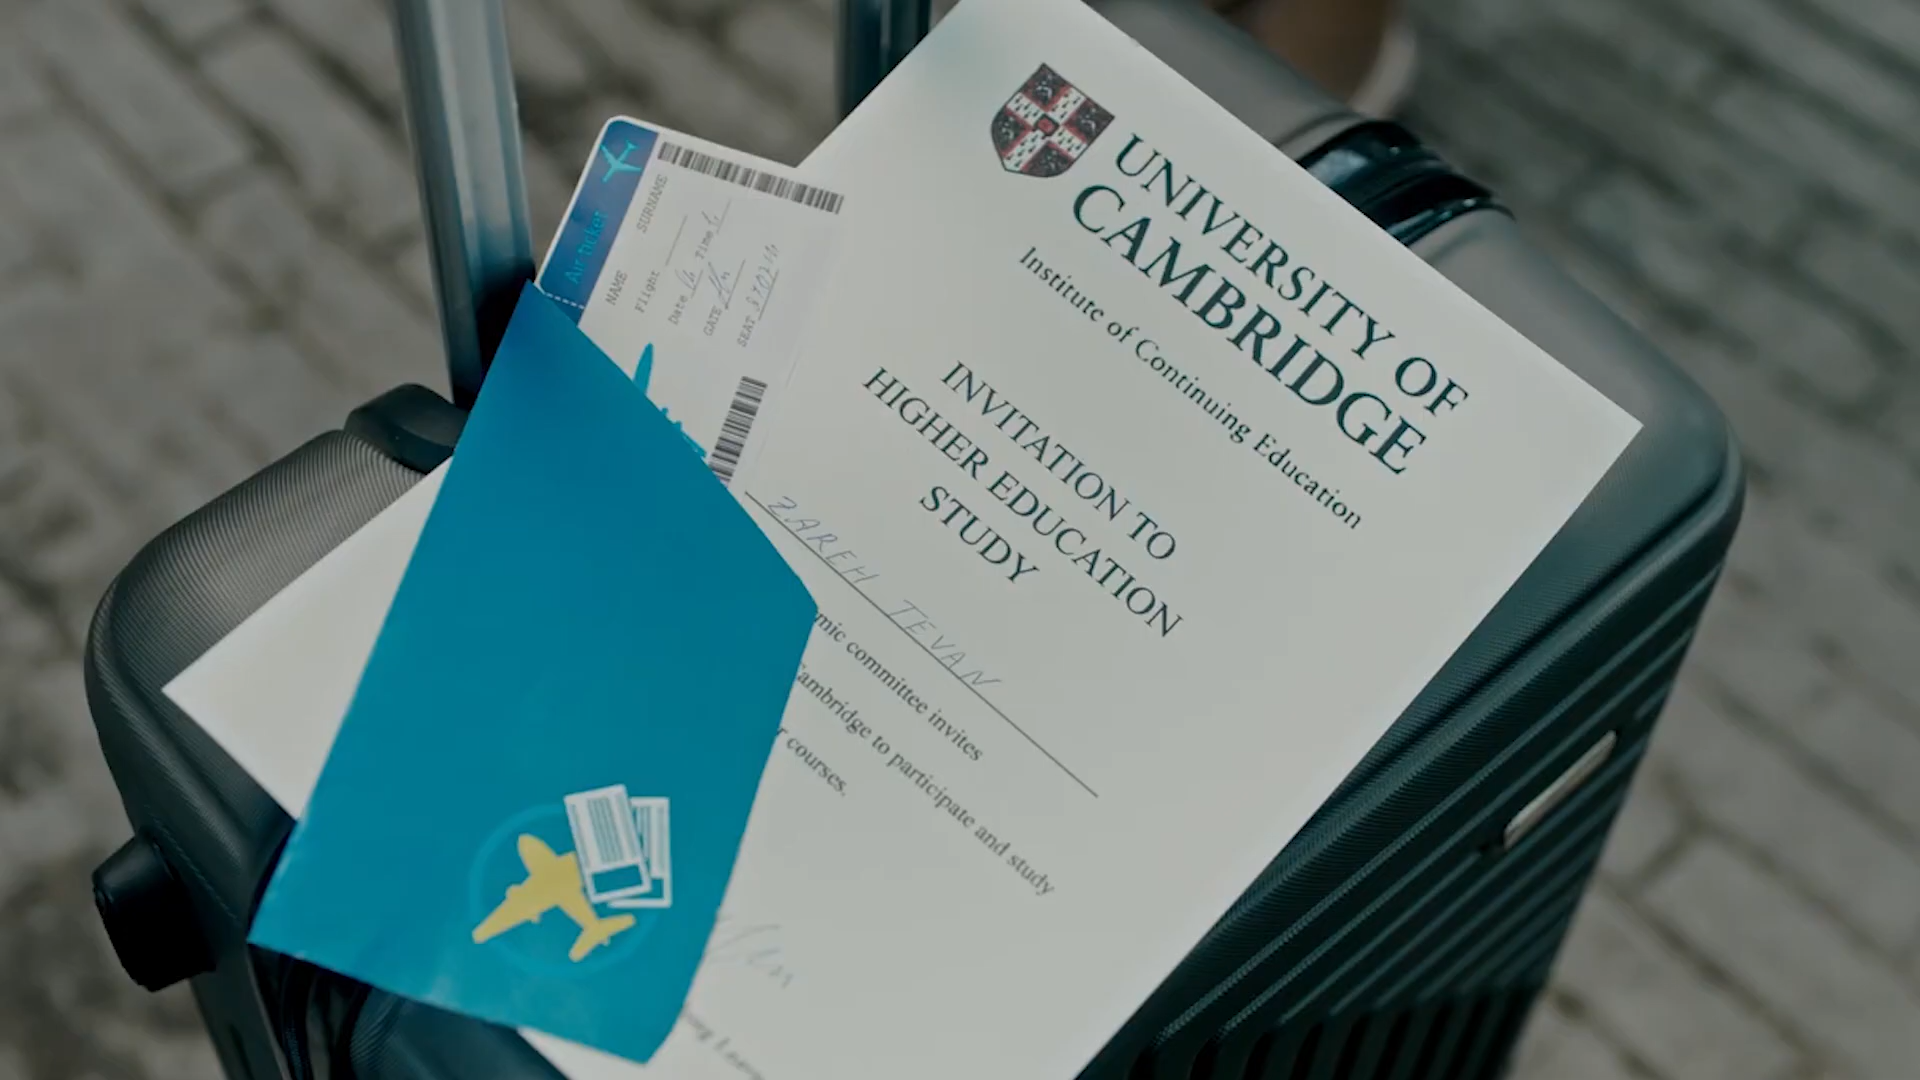 UNIVERSITY OF
CAMBRIDGE
Institute of Continuing Education
INVITATION TO
HIGHER EDUCATION
STUDY
ZAREH TEVAN
mic committee invites
ambridge to participate and study
r courses.
Air ticket
NAME SURNAME
Flight
Date Time
GATE
SEAT